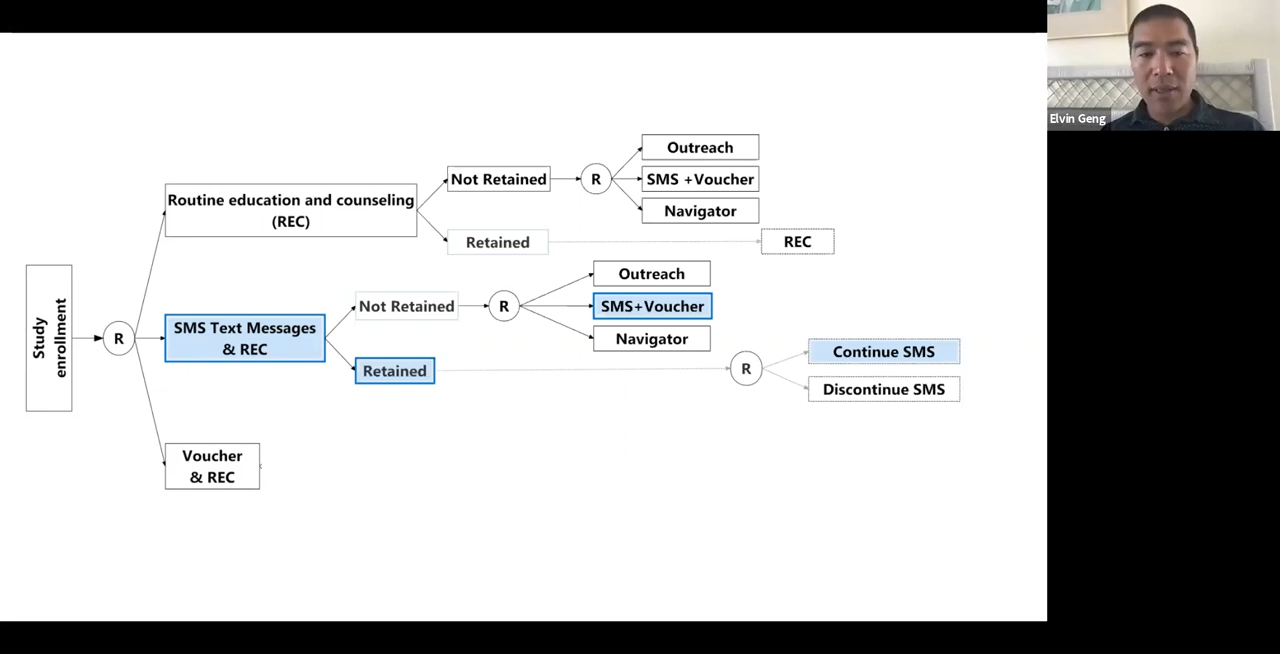 Elvin Geng
Outreach
Not Retained
R
SMS +Voucher
Routine education and counseling
(REC)
Navigator
Retained
REC
Outreach
Not Retained
R
SMS+Voucher
Study
enrollment
R
SMS Text Messages
& REC
Navigator
Continue SMS
Retained
R
Discontinue SMS
Voucher
& REC